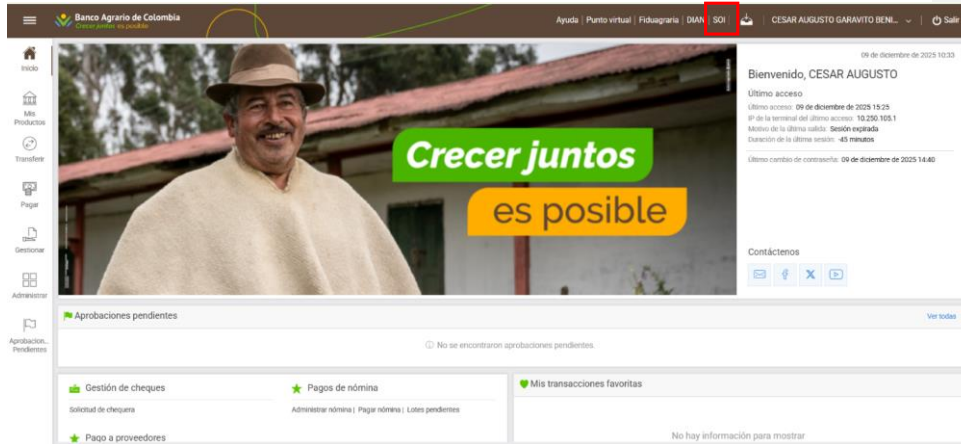 Banco Agrario de Colombia
Crecer juntos es posible
Ayuda | Punto virtual | Fiduagraria | DIAN | SOI |
CESAR AUGUSTO GARAVITO BENI...
Salir
Inicio
Mis
Productos
Transferir
Pagar
Gestionar
Administrar
Aprobacion...
Pendientes
Crecer juntos
es posible
09 de diciembre de 2025 10:33
Bienvenido, CESAR AUGUSTO
Último acceso
Último acceso: 09 de diciembre de 2025 15:25
IP de la terminal del último acceso: 10.250.105.1
Motivo de la última salida: Sesión expirada
Duración de la última sesión: -45 minutos
Último cambio de contraseña: 09 de diciembre de 2025 14:40
Contáctenos
Aprobaciones pendientes
Ver todas
No se encontraron aprobaciones pendientes.
Gestión de cheques
Solicitud de chequera
Pagos de nómina
Administrar nómina | Pagar nómina | Lotes pendientes
Pago a proveedores
Mis transacciones favoritas
No hay información para mostrar